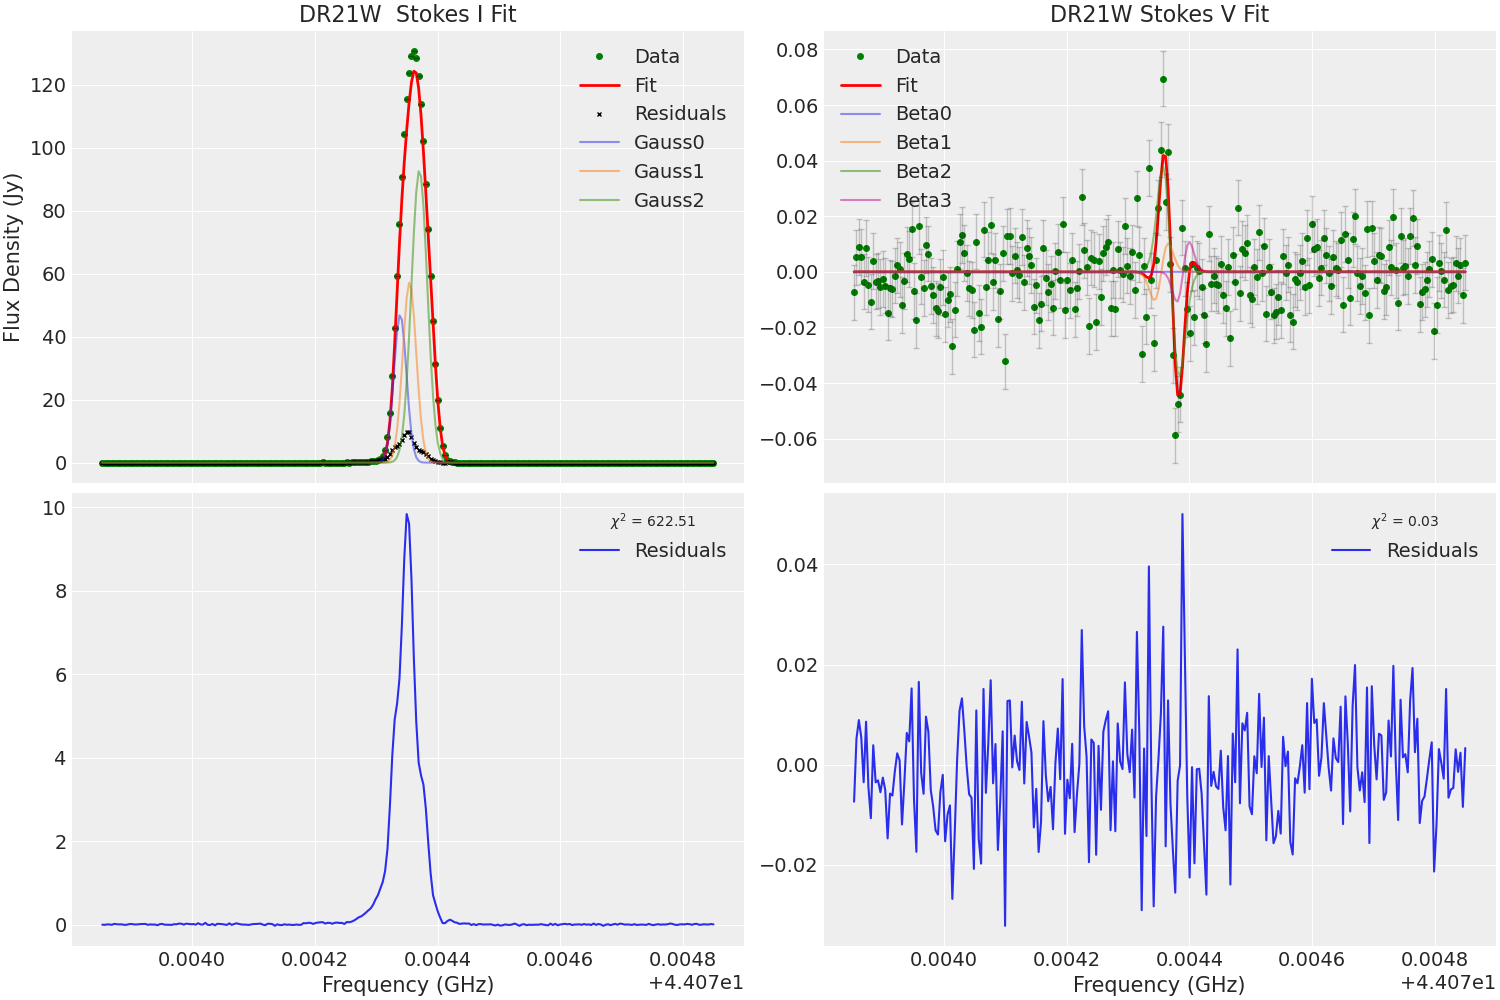 DR21W  Stokes I Fit
Flux Density (Jy)
120
100
80
60
40
20
0
Data
Fit
Residuals
Gauss0
Gauss1
Gauss2
DR21W Stokes V Fit
0.08
0.06
0.04
0.02
0.00
−0.02
−0.04
−0.06
Data
Fit
Beta0
Beta1
Beta2
Beta3
10
8
6
4
2
0
χ² = 622.51
Residuals
0.0040 0.0042 0.0044 0.0046 0.0048
+4.407e1
Frequency (GHz)
0.04
0.02
0.00
−0.02
χ² = 0.03
Residuals
0.0040 0.0042 0.0044 0.0046 0.0048
+4.407e1
Frequency (GHz)